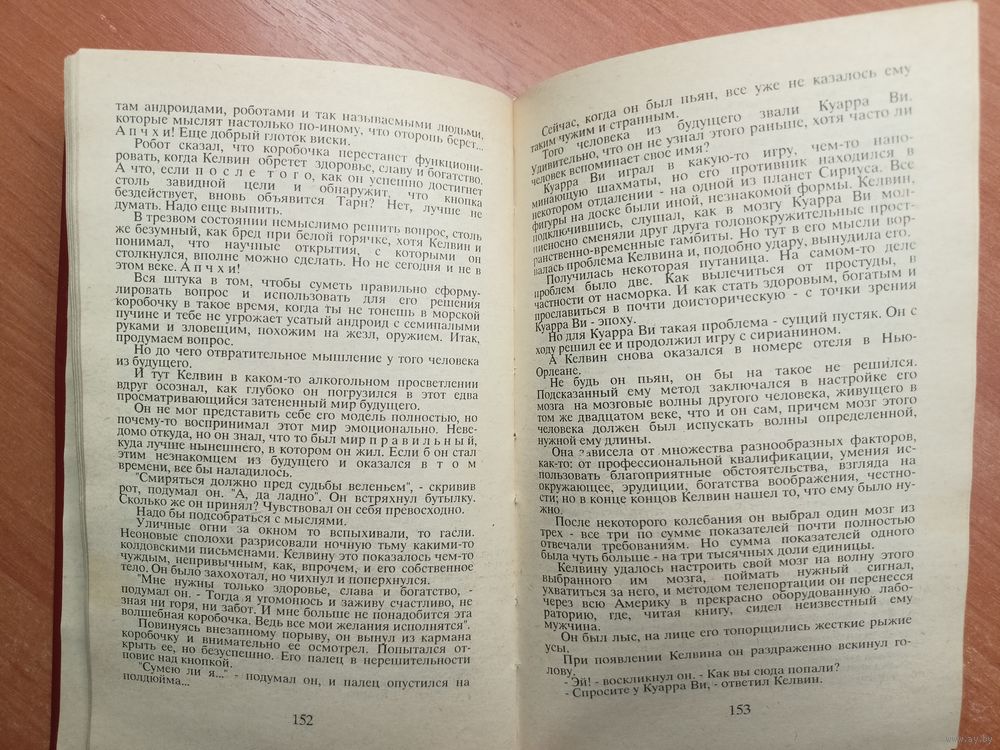 там андроидами, роботами и так называемыми людьми,
которые мыслят настолько по-иному, что оторопь берет...
А п ч х и! Еще добрый глоток виски.
Робот сказал, что коробочка перестанет функциони-
ровать, когда Келвин обретет здоровье, славу и богатство.
А что, если п о с л е  т о г о, как он успешно достигнет
столь завидной цели и обнаружит, что кнопка
бездействует, вновь объявится Тарн? Нет, лучше не
думать. Надо еще выпить.
В трезвом состоянии немыслимо решить вопрос, столь
же безумный, как бред при белой горячке, хотя Келвин и
понимал, что научные открытия, с которыми он
столкнулся, вполне можно сделать. Но не сегодня и не в
этом веке. А п ч х и!
Вся штука в том, чтобы суметь правильно сформу-
лировать вопрос и использовать для его решения
коробочку в такое время, когда ты не тонешь в морской
пучине и тебе не угрожает усатый андроид с семипалыми
руками и зловещим, похожим на жезл, оружием. Итак,
продумаем вопрос.
Но до чего отвратительное мышление у того человека
из будущего.
И тут Келвин в каком-то алкогольном просветлении
вдруг осознал, как глубоко он погрузился в этот едва
просматривающийся затененный мир будущего.
Он не мог представить себе его модель полностью, но
почему-то воспринимал этот мир эмоционально. Неве-
домо откуда, но он знал, что то был мир п р а в и л ь н ы й,
куда лучше нынешнего, в котором он жил. Если б он стал
этим незнакомцем из будущего и оказался в т о м
времени, вее бы наладилось.
"Смиряться должно пред судьбы веленьем", - скривив
рот, подумал он. "А, да ладно". Он встряхнул бутылку.
Сколько же он принял? Чувствовал он себя превосходно.
Надо бы подсобраться с мыслями.
Уличные огни за окном то вспыхивали, то гасли.
Неоновые сполохи разрисовали ночную тьму какими-то
колдовскими письменами. Келвину это показалось чем-то
чуждым, непривычным, как, впрочем, и его собственное
тело. Он было захохотал, но чихнул и поперхнулся.
"Мне нужны только здоровье, слава и богатство, -
подумал он. - Тогда я угомонюсь и заживу счастливо, не
зная ни горя, ни забот. И мне больше не понадобится эта
волшебная коробочка. Ведь все мои желания исполнятся".
Повинуясь внезапному порыву, он вынул из кармана
коробочку и внимательно ее осмотрел. Попытался от-
крыть ее, но безуспешно. Его палец в нерешительности
повис над кнопкой.
"Сумею ли я..." - подумал он, и палец опустился на
полдюйма...
152
Сейчас, когда он был пьян, все уже не казалось ему
таким чужим и странным.
Того человека из будущего звали Куарра Ви.
Удивительно, что он не узнал этого раньше, хотя часто ли
человек вспоминает свое имя?
Куарра Ви играл в какую-то игру, чем-то напо-
минающую шахматы, но его противник находился в
некотором отдалении - на одной из планет Сириуса. Все
фигуры на доске были иной, незнакомой формы. Келвин,
подключившись, слушал, как в мозгу Куарра Ви мол-
ниеносно сменяли друг друга головокружительные прост-
ранственно-временные гамбиты. Но тут в его мысли вор-
валась проблема Келвина и, подобно удару, вынудила его.
Получилась некоторая путаница. На самом-то деле
проблем было две. Как вылечиться от простуды, в
частности от насморка. И как стать здоровым, богатым и
прославиться в почти доисторическую - с точки зрения
Куарра Ви - эпоху.
Но для Куарра Ви такая проблема - сущий пустяк. Он с
ходу решил ее и продолжил игру с сирианином.
А Келвин снова оказался в номере отеля в Нью-
Орлеане.
Не будь он пьян, он бы на такое не решился.
Подсказанный ему метод заключался в настройке его
мозга на мозговые волны другого человека, живущего в
том же двадцатом веке, что и он сам, причем мозг этого
человека должен был испускать волны определенной,
нужной ему длины.
Она зависела от множества разнообразных факторов,
как-то: от профессиональной квалификации, умения ис-
пользовать благоприятные обстоятельства, взгляда на
окружающее, эрудиции, богатства воображения, честно-
сти; но в конце концов Келвин нашел то, что ему было ну-
жно.
После некоторого колебания он выбрал один мозг из
трех - все три по сумме показателей почти полностью
отвечали требованиям. Но сумма показателей одного
была чуть больше - на три тысячных доли единицы.
Келвину удалось настроить свой мозг на волну этого
выбранного им мозга, поймать нужный сигнал,
ухватиться за него, и методом телепортации он перенесся
через всю Америку в прекрасно оборудованную лабо-
раторию, где, читая книгу, сидел неизвестный ему
мужчина.
Он был лыс, на лице его топорщились жесткие рыжие
усы.
При появлении Келвина он раздраженно вскинул го-
лову.
- Эй! - воскликнул он. - Как вы сюда попали?
- Спросите у Куарра Ви, - ответил Келвин.
153
www.ay.by